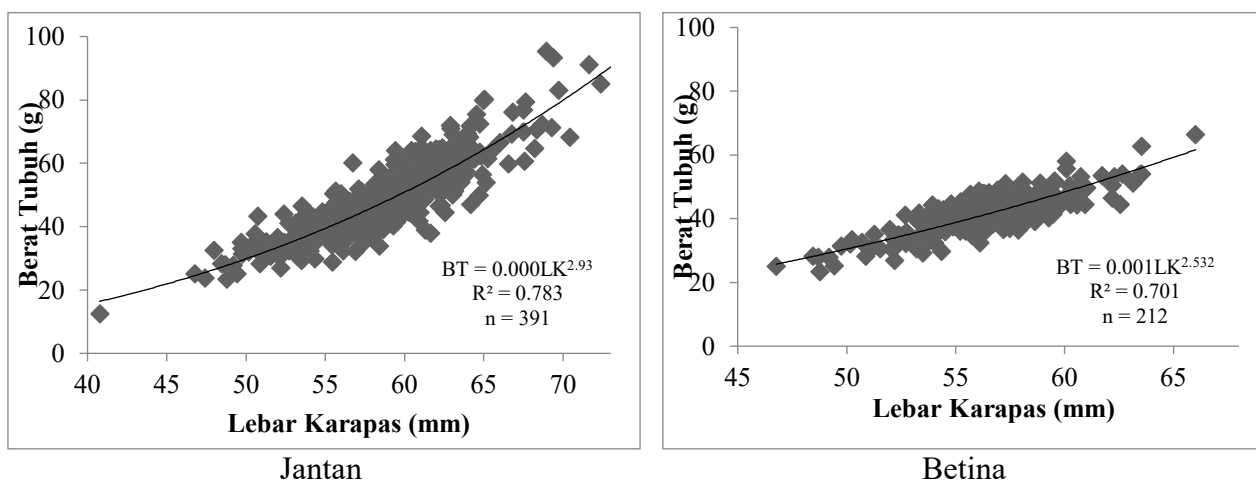 Berat Tubuh (g)
100
80
60
40
20
0
BT = 0.000LK^2.93
R² = 0.783
n = 391
40 45 50 55 60 65 70
Lebar Karapas (mm)
Jantan
Berat Tubuh (g)
100
80
60
40
20
0
BT = 0.001LK^2.532
R² = 0.701
n = 212
45 50 55 60 65
Lebar Karapas (mm)
Betina